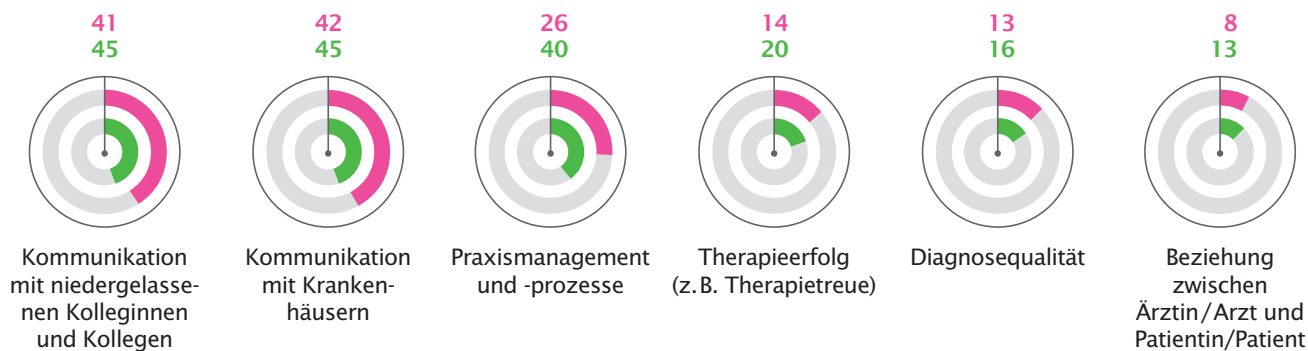 41
45
Kommunikation
mit niedergelasse-
nen Kolleginnen
und Kollegen
42
45
Kommunikation
mit Kranken-
häusern
26
40
Praxismanagement
und -prozesse
14
20
Therapieerfolg
(z. B. Therapietreue)
13
16
Diagnosequalität
8
13
Beziehung
zwischen
Ärztin/Arzt und
Patientin/Patient